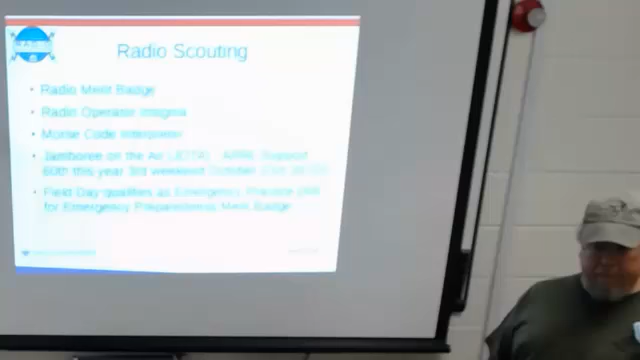 Radio Scouting
Radio Merit Badge
Radio Operator Insignia
Morse Code Interpreter
Jamboree on the Air (JOTA) - ARRL Support
60th this year 3rd weekend October
Field Day qualifies as Emergency
for Emergency Preparedness Merit Badge